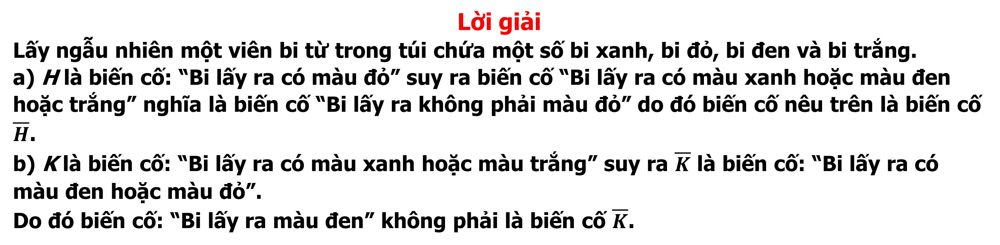 Lời giải
Lấy ngẫu nhiên một viên bi từ trong túi chứa một số bi xanh, bi đỏ, bi đen và bi trắng.
a) H là biến cố: “Bi lấy ra có màu đỏ” suy ra biến cố “Bi lấy ra có màu xanh hoặc màu đen
hoặc trắng” nghĩa là biến cố “Bi lấy ra không phải màu đỏ” do đó biến cố nêu trên là biến cố
H̅.
b) K là biến cố: “Bi lấy ra có màu xanh hoặc màu trắng” suy ra K̅ là biến cố: “Bi lấy ra có
màu đen hoặc màu đỏ”.
Do đó biến cố: “Bi lấy ra màu đen” không phải là biến cố K̅.